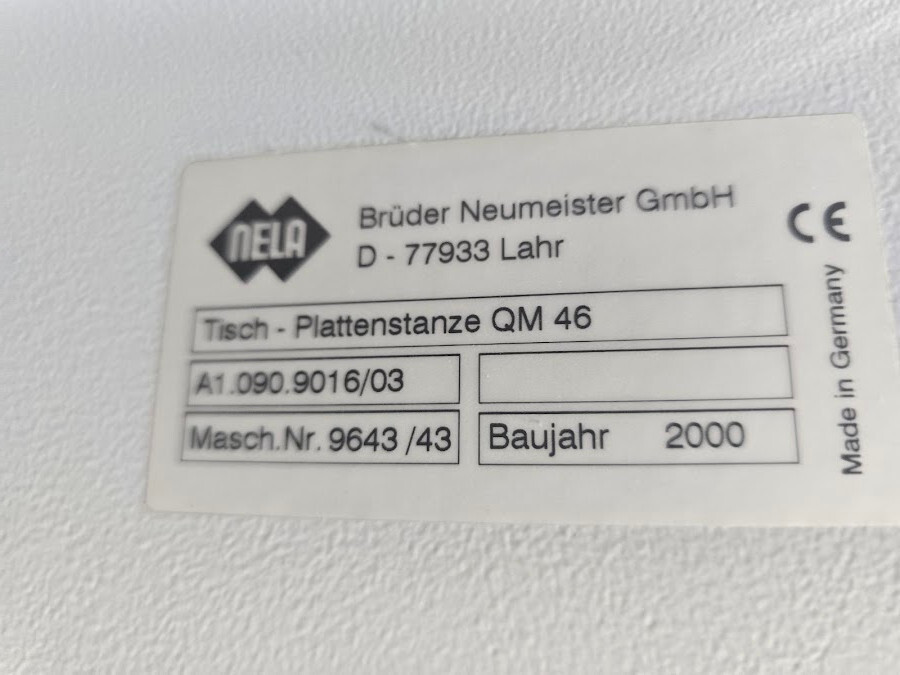 NELA
Brüder Neumeister GmbH
D - 77933 Lahr
CE
Tisch - Plattenstanze QM 46
A1.090.9016/03
Masch.Nr. 9643 /43
Baujahr 2000
Made in Germany